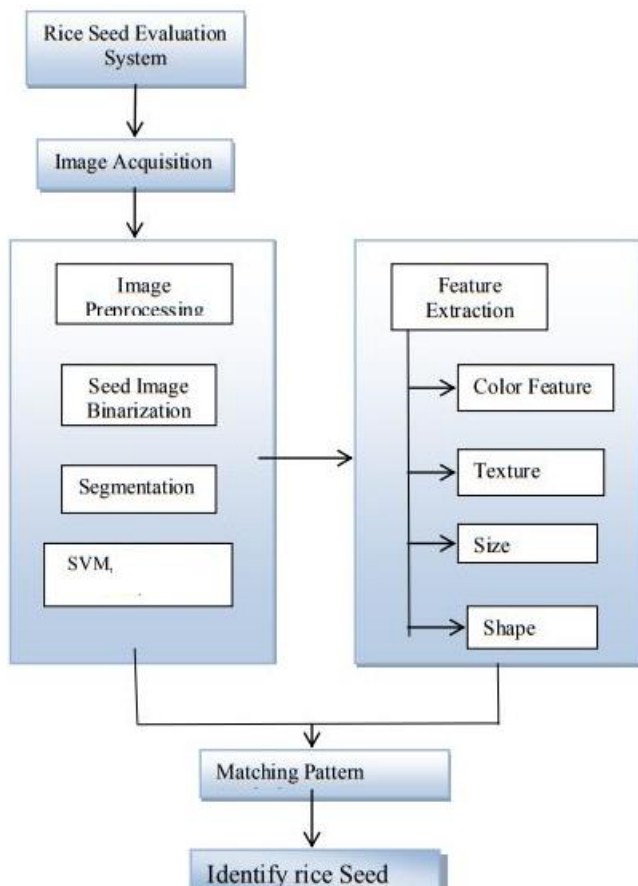 Rice Seed Evaluation
System
Image Acquisition
Image
Preprocessing
Seed Image
Binarization
Segmentation
SVM,
Feature
Extraction
Color Feature
Texture
Size
Shape
Matching Pattern
Identify rice Seed